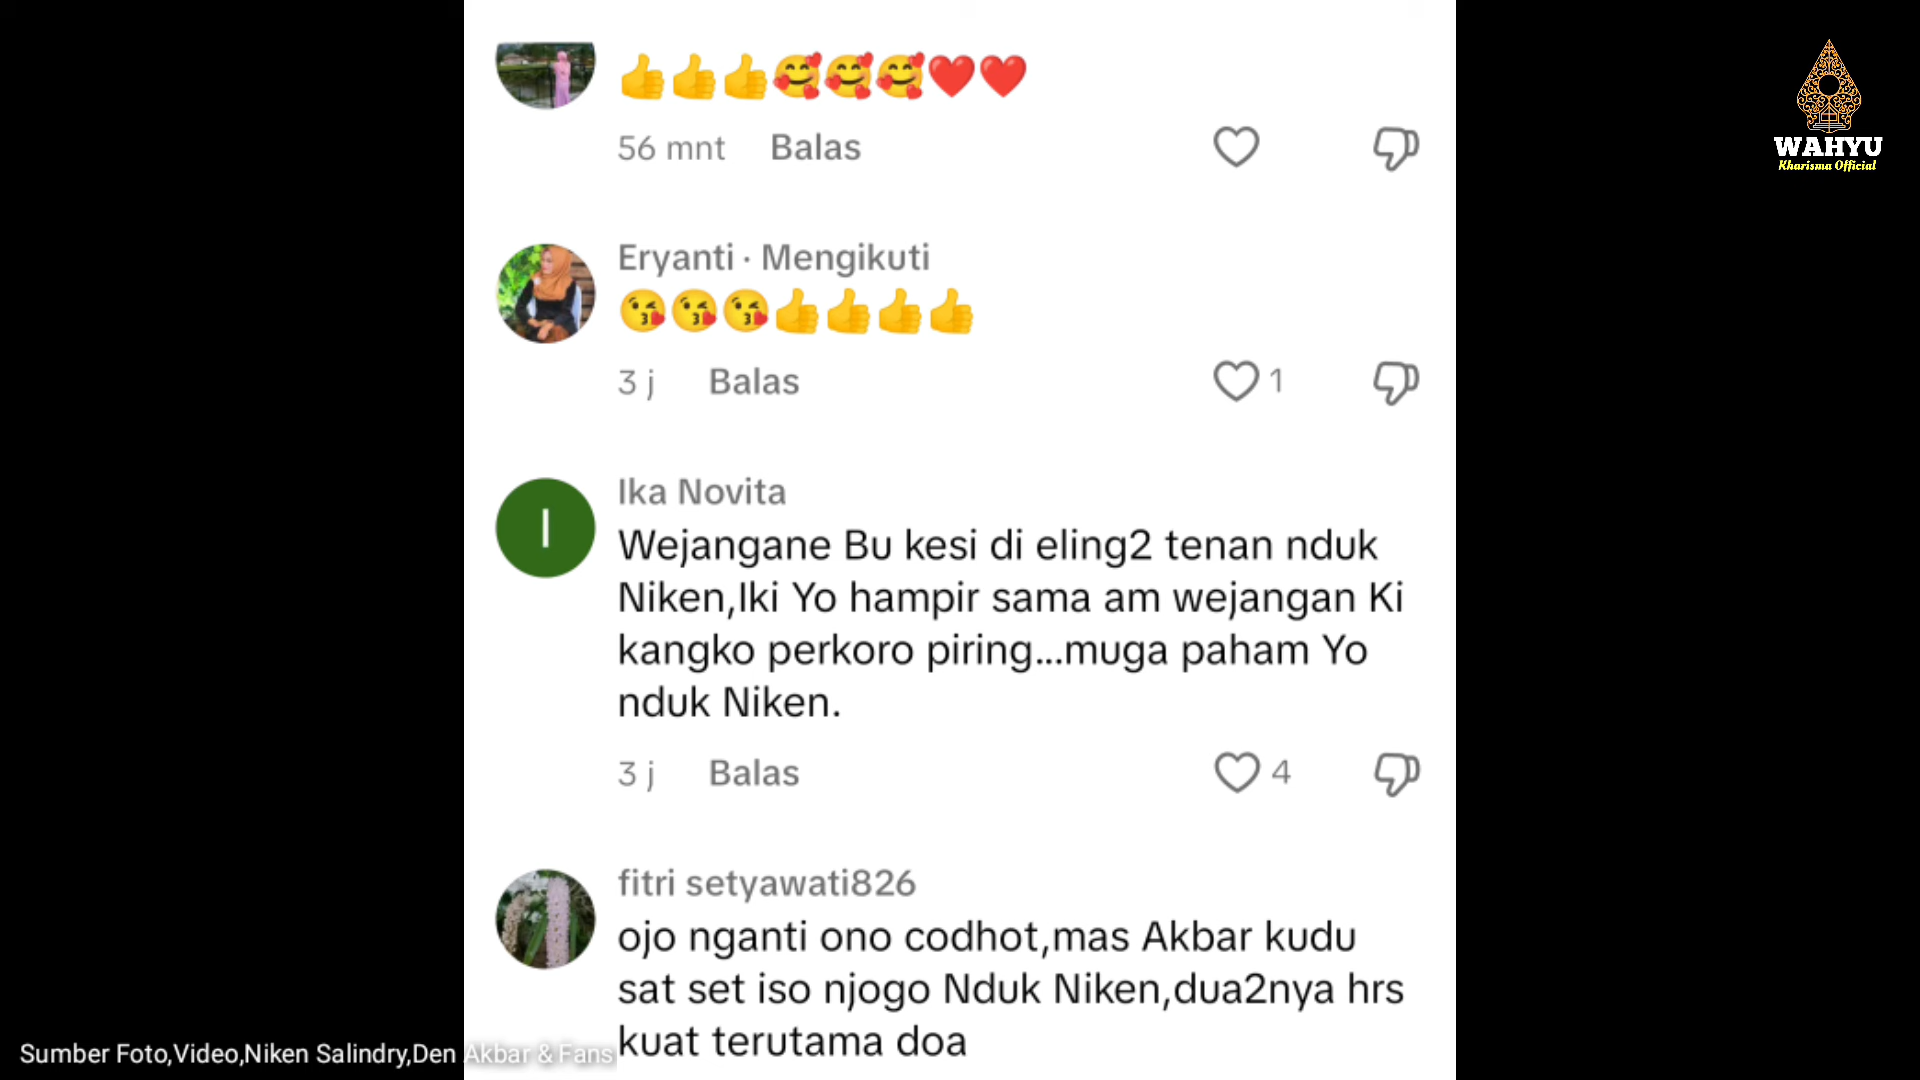 👍👍👍🥰🥰🥰❤️❤️
56 mnt Balas
WAHYU
Kharisma Official
Eryanti · Mengikuti
😘😘😘👍👍👍👍
3 j Balas 1
I
Ika Novita
Wejangane Bu kesi di eling2 tenan nduk
Niken,Iki Yo hampir sama am wejangan Ki
kangko perkoro piring...muga paham Yo
nduk Niken.
3 j Balas 4
fitri setyawati826
ojo nganti ono codhot,mas Akbar kudu
sat set iso njogo Nduk Niken,dua2nya hrs
kuat terutama doa
Sumber Foto,Video,Niken Salindry,Den Akbar & Fans